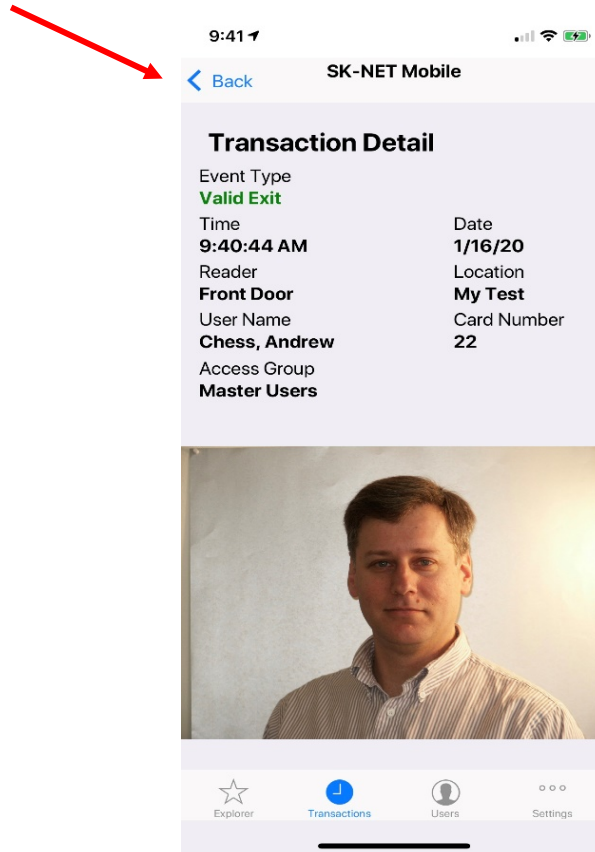 9:41
Back
SK-NET Mobile
Transaction Detail
Event Type
Valid Exit
Time Date
9:40:44 AM 1/16/20
Reader Location
Front Door My Test
User Name Card Number
Chess, Andrew 22
Access Group
Master Users
Explorer Transactions Users Settings